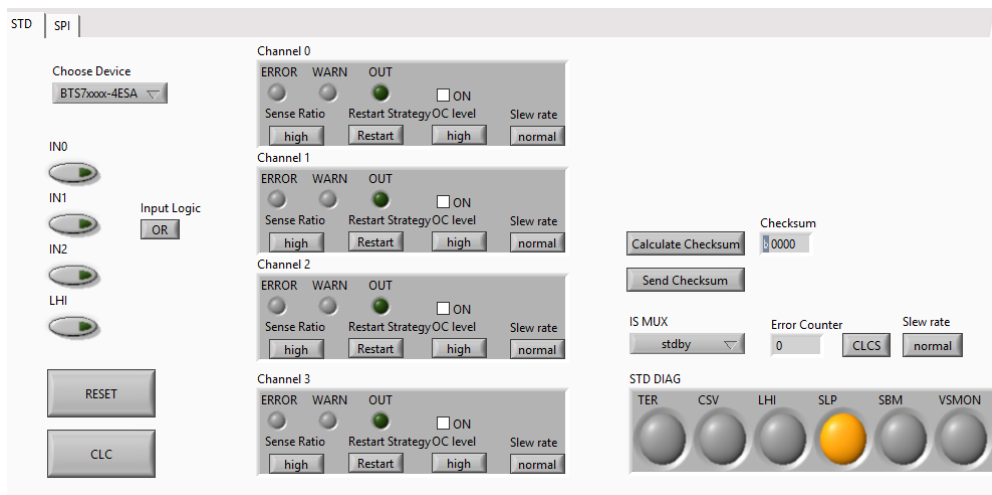 STD SPI
Choose Device
BTS7xxxx-4ESA
IN0
IN1
Input Logic
OR
IN2
LHI
RESET
CLC
Channel 0
ERROR WARN OUT
ON
Sense Ratio Restart Strategy OC level Slew rate
high Restart high normal
Channel 1
ERROR WARN OUT
ON
Sense Ratio Restart Strategy OC level Slew rate
high Restart high normal
Channel 2
ERROR WARN OUT
ON
Sense Ratio Restart Strategy OC level Slew rate
high Restart high normal
Channel 3
ERROR WARN OUT
ON
Sense Ratio Restart Strategy OC level Slew rate
high Restart high normal
Checksum
Calculate Checksum b 0000
Send Checksum
IS MUX Error Counter Slew rate
stdby 0 CLCS normal
STD DIAG
TER CSV LHI SLP SBM VSMON